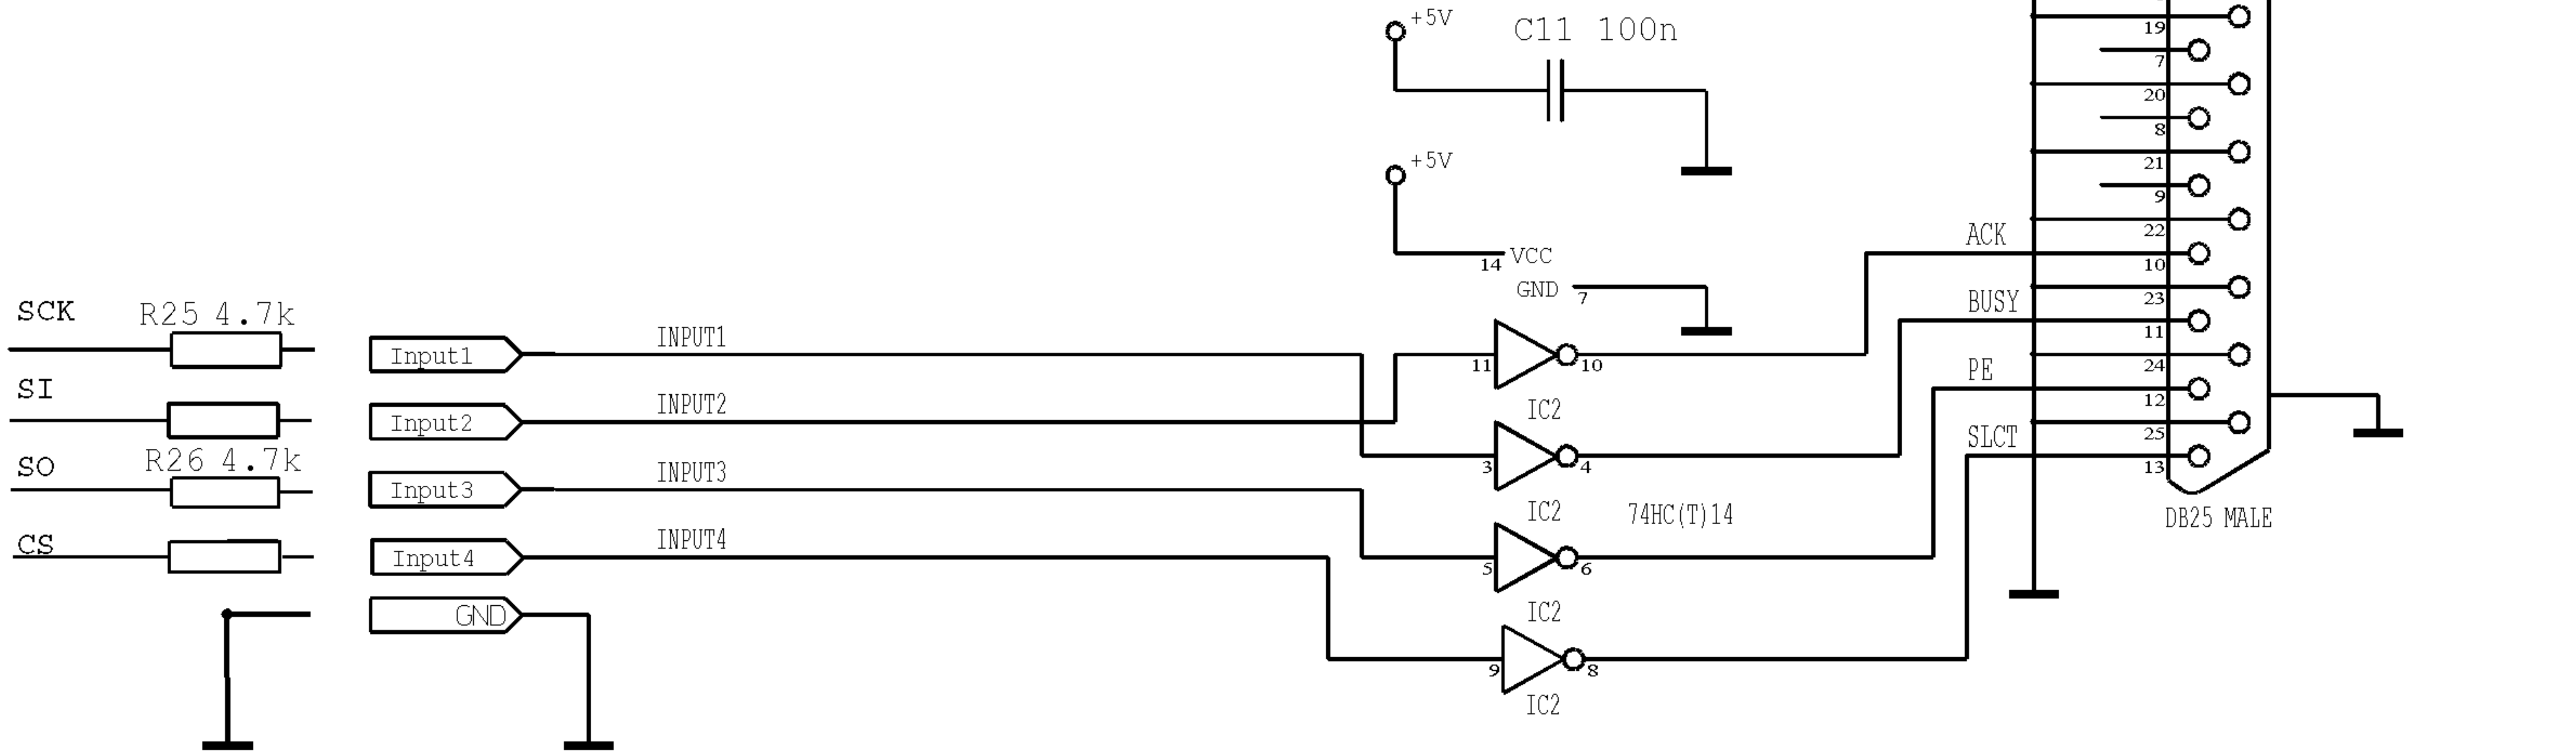 +5V
C11 100n
19
7
20
8
+5V
21
9
22
ACK
10
14 VCC
GND 7
23
SCK
R25 4.7k
BUSY
11
INPUT1
Input1
11
10
24
SI
PE
12
INPUT2
Input2
IC2
25
SLCT
SO
R26 4.7k
3
4
13
INPUT3
Input3
IC2
74HC(T)14
DB25 MALE
CS
INPUT4
Input4
5
6
GND
IC2
9
8
IC2